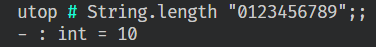 utop # String.length "0123456789";;
- : int = 10